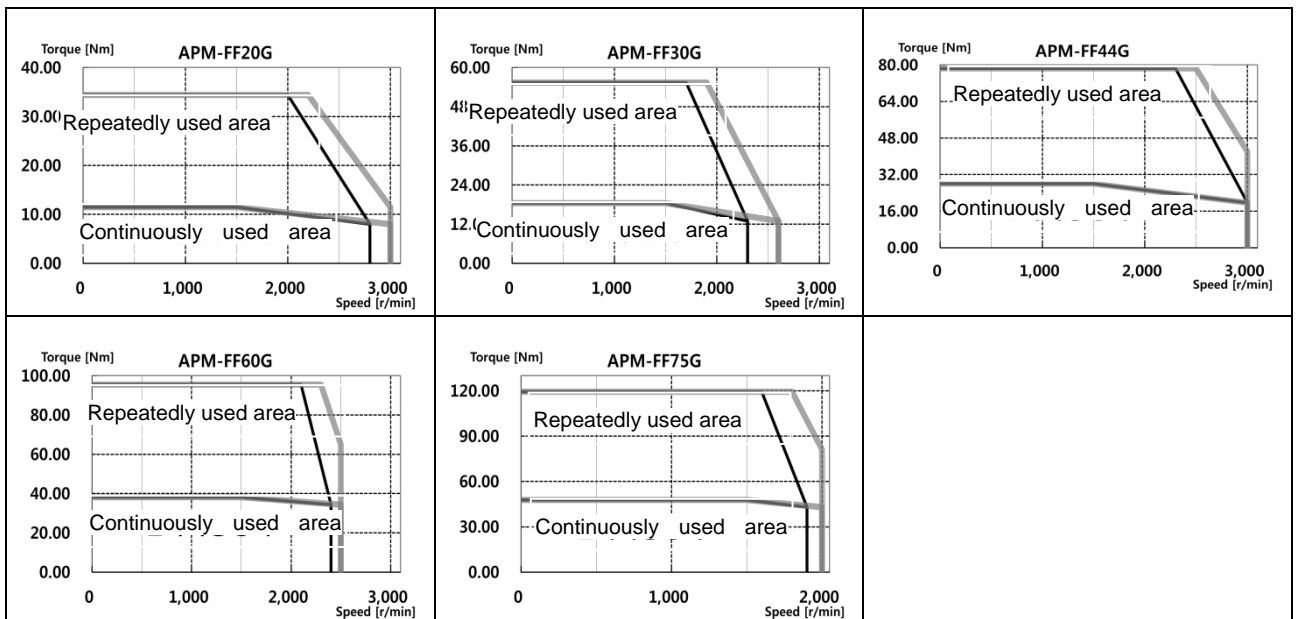 Torque [Nm] APM-FF20G
40.00
30.00
Repeatedly used area
20.00
10.00
Continuously used area
0.00
0 1,000 2,000 3,000
Speed [r/min]
Torque [Nm] APM-FF30G
60.00
48
Repeatedly used area
36.00
24.00
12.0
Continuously used area
0.00
0 1,000 2,000 3,000
Speed [r/min]
Torque [Nm] APM-FF44G
80.00
Repeatedly used area
64.00
48.00
32.00
Continuously used area
16.00
0.00
0 1,000 2,000 3,000
Speed [r/min]
Torque [Nm] APM-FF60G
100.00
Repeatedly used area
80.00
60.00
40.00
Continuously used area
20.00
0.00
0 1,000 2,000 3,000
Speed [r/min]
Torque [Nm] APM-FF75G
120.00
Repeatedly used area
90.00
60.00
30.00
Continuously used area
0.00
0 1,000 2,000
Speed [r/min]